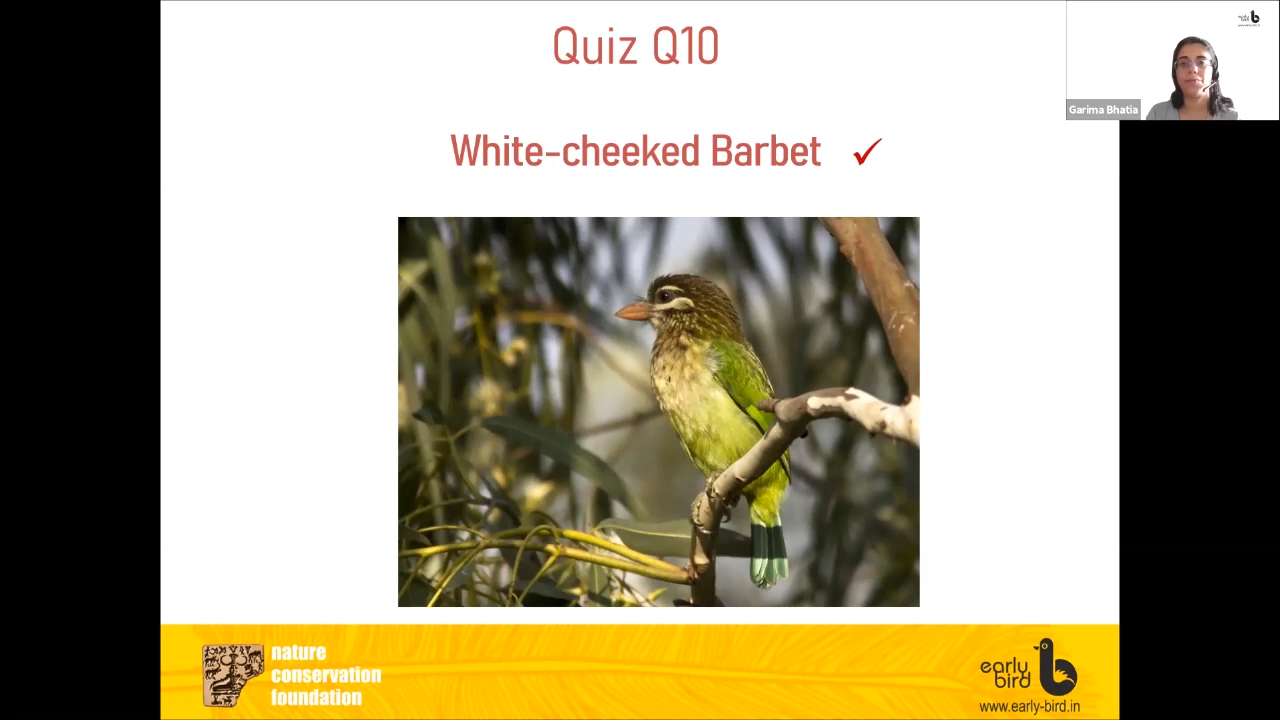 Quiz Q10
White-cheeked Barbet
Garima Bhatia
nature
conservation
foundation
early
bird
www.early-bird.in